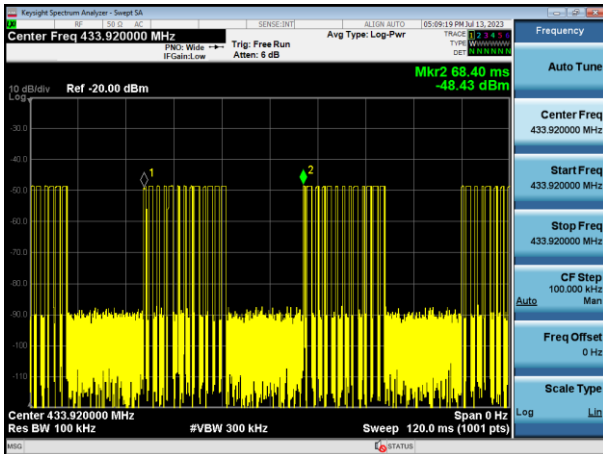 Keysight Spectrum Analyzer - Swept SA
RF 50 Ω AC SENSE:INT ALIGN AUTO 05:09:19 PM Jul 13, 2023
Center Freq 433.920000 MHz
PNO: Wide
IFGain:Low
Trig: Free Run
Atten: 6 dB
Avg Type: Log-Pwr
TRACE 1 2 3 4 5 6
TYPE WWWWWW
DET N N N N N N
Mkr2 68.40 ms
-48.43 dBm
10 dB/div
Log
Ref -20.00 dBm
-30.0
-40.0
-50.0
-60.0
-70.0
-80.0
-90.0
-100
-110
1
2
Center 433.920000 MHz
Span 0 Hz
Res BW 100 kHz
#VBW 300 kHz
Sweep 120.0 ms (1001 pts)
MSG
STATUS
Frequency
Auto Tune
Center Freq
433.920000 MHz
Start Freq
433.920000 MHz
Stop Freq
433.920000 MHz
CF Step
100.000 kHz
Auto Man
Freq Offset
0 Hz
Scale Type
Log Lin